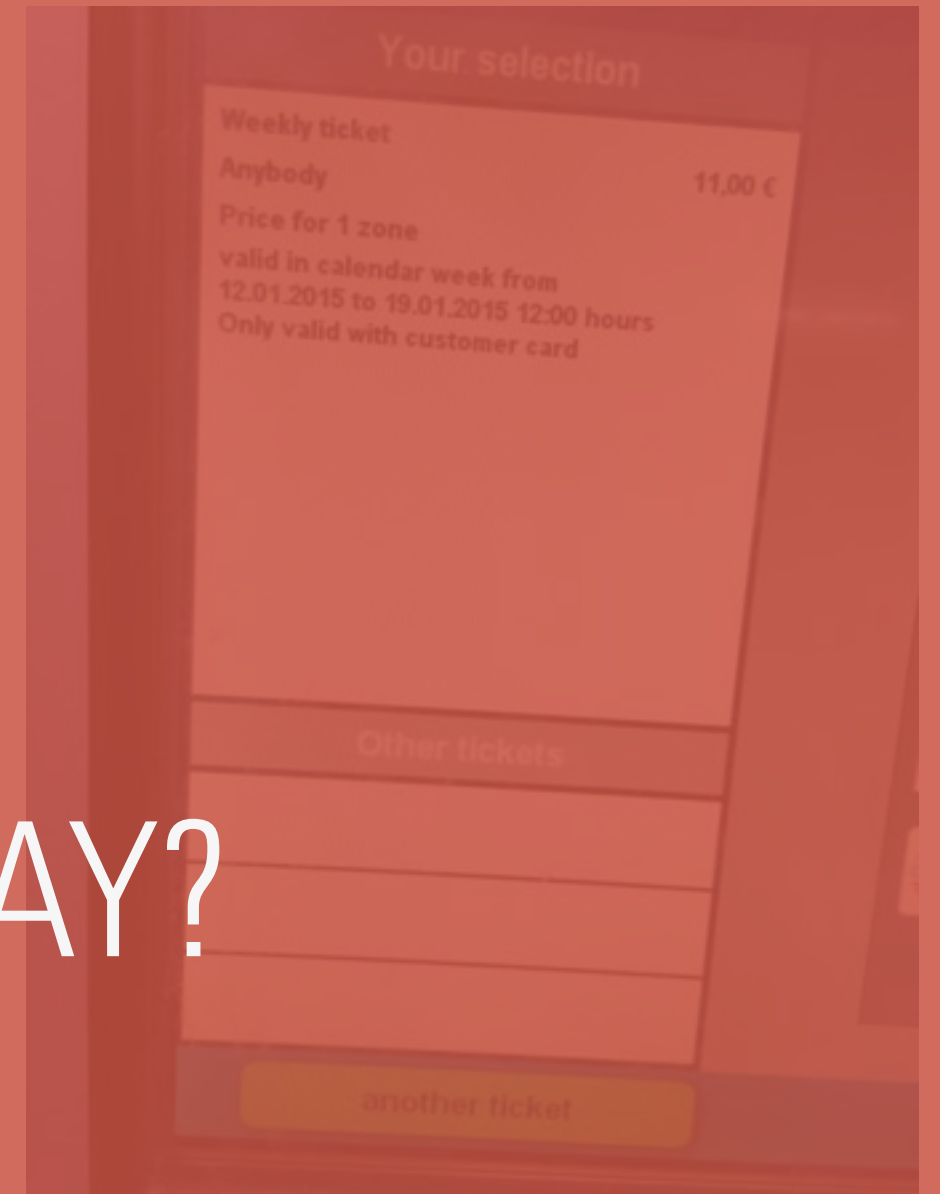 Your selection
Weekly ticket
Anybody 11,00 €
Price for 1 zone
valid in calendar week from
12.01.2015 to 19.01.2015 12:00 hours
Only valid with customer card
Other tickets
AY?
another ticket